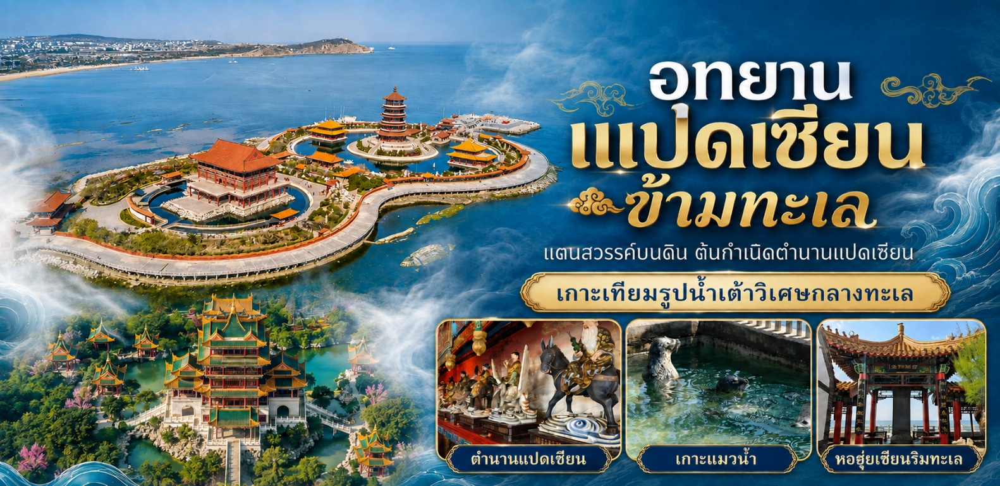 อุทยาน
แปดเซียน
ข้ามทะเล
แดนสวรรค์บนดิน ต้นกำเนิดตำนานแปดเซียน
เกาะเทียมรูปน้ำเต้าวิเศษกลางทะเล
ตำนานแปดเซียน
เกาะแมวน้ำ
หอฮุ่ยเซียนริมทะเล